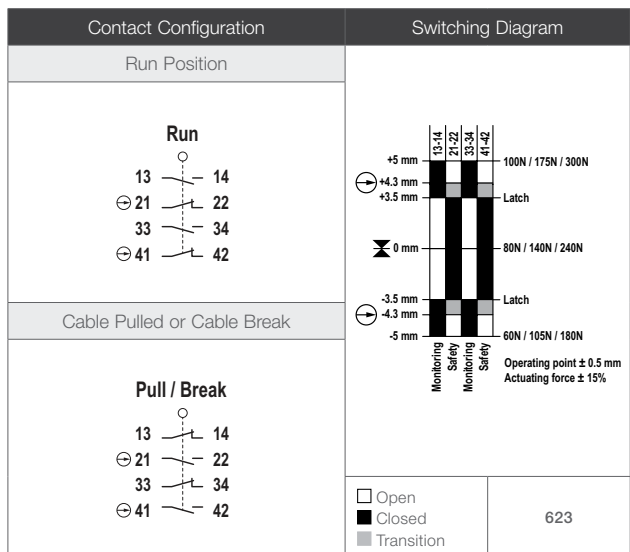 Contact Configuration
Switching Diagram
Run Position
Run
13 14
21 22
33 34
41 42
Cable Pulled or Cable Break
Pull / Break
13 14
21 22
33 34
41 42
13-14
21-22
33-34
41-42
+5 mm 100N / 175N / 300N
+4.3 mm
+3.5 mm Latch
0 mm 80N / 140N / 240N
-3.5 mm Latch
-4.3 mm
-5 mm 60N / 105N / 180N
Monitoring
Safety
Monitoring
Safety
Operating point ± 0.5 mm
Actuating force ± 15%
Open
Closed
Transition
623